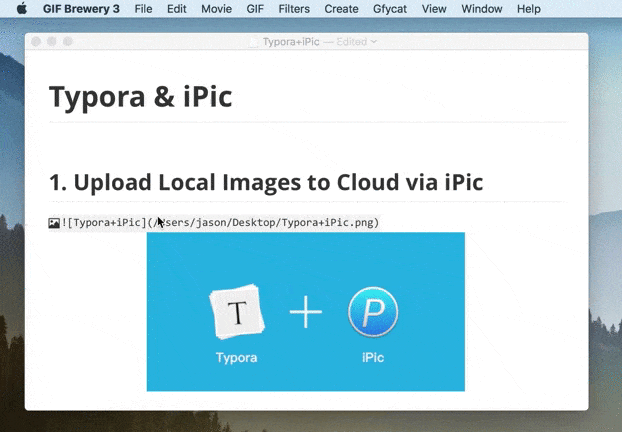 GIF Brewery 3 File Edit Movie GIF Filters Create Gfycat View Window Help
Typora+iPic — Edited
Typora & iPic
1. Upload Local Images to Cloud via iPic
![Typora+iPic](/Users/jason/Desktop/Typora+iPic.png)
T + P
Typora iPic